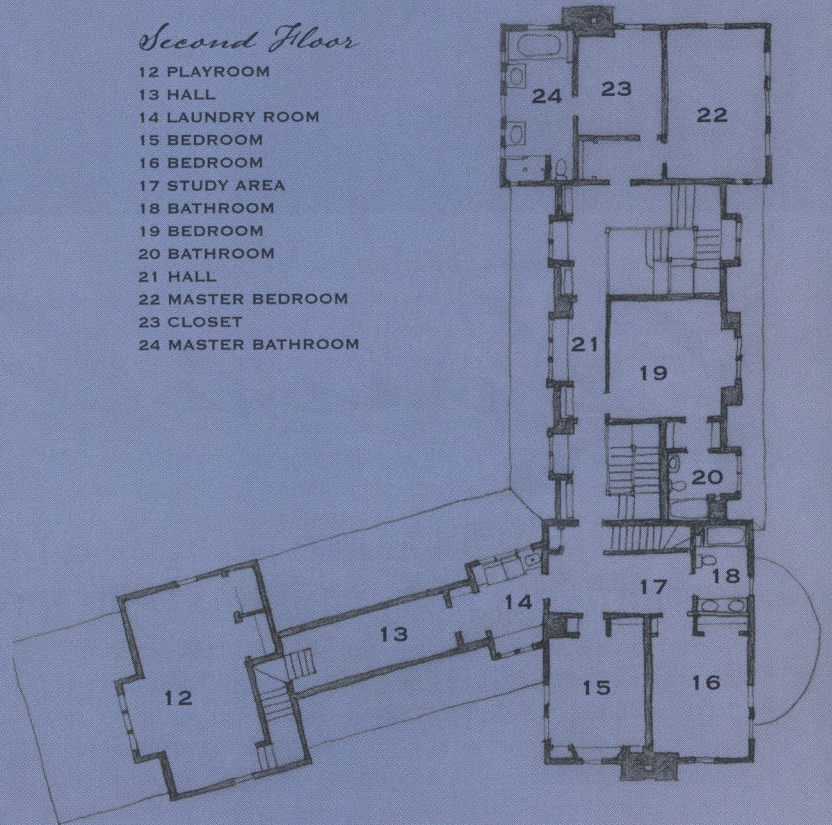 Second Floor
12 PLAYROOM
13 HALL
14 LAUNDRY ROOM
15 BEDROOM
16 BEDROOM
17 STUDY AREA
18 BATHROOM
19 BEDROOM
20 BATHROOM
21 HALL
22 MASTER BEDROOM
23 CLOSET
24 MASTER BATHROOM
24
23
22
21
19
20
18
17
14
13
16
15
12